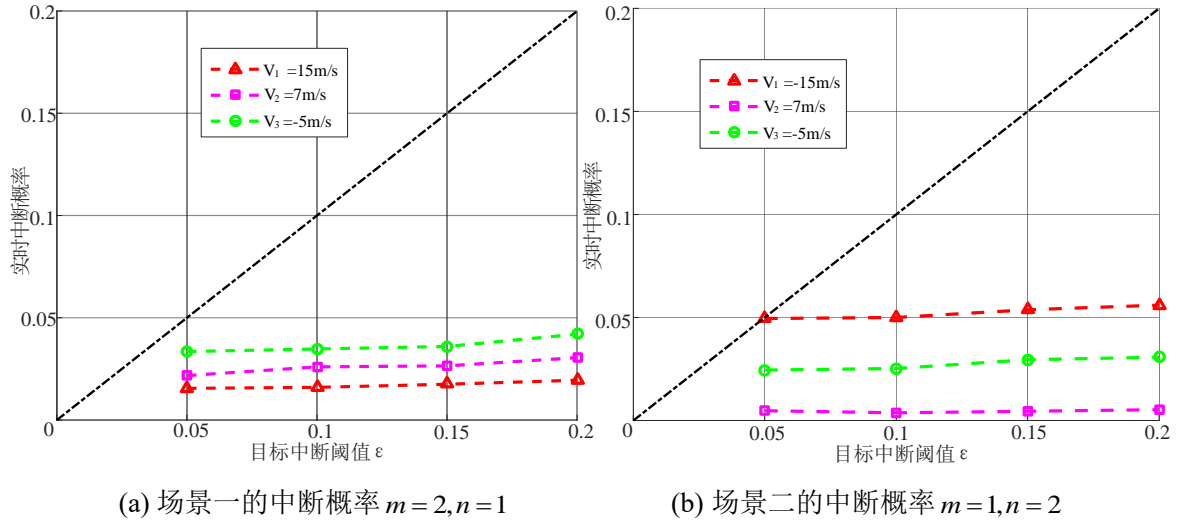 0.2
0.15
0.1
0.05
0
0.05
0.1
0.15
0.2
实时中断概率
目标中断阈值 ε
V₁ =15m/s
V₂ =7m/s
V₃ =-5m/s
(a) 场景一的中断概率 m = 2, n = 1
0.2
0.15
0.1
0.05
0
0.05
0.1
0.15
0.2
实时中断概率
目标中断阈值 ε
V₁ =-15m/s
V₂ =7m/s
V₃ =-5m/s
(b) 场景二的中断概率 m = 1, n = 2